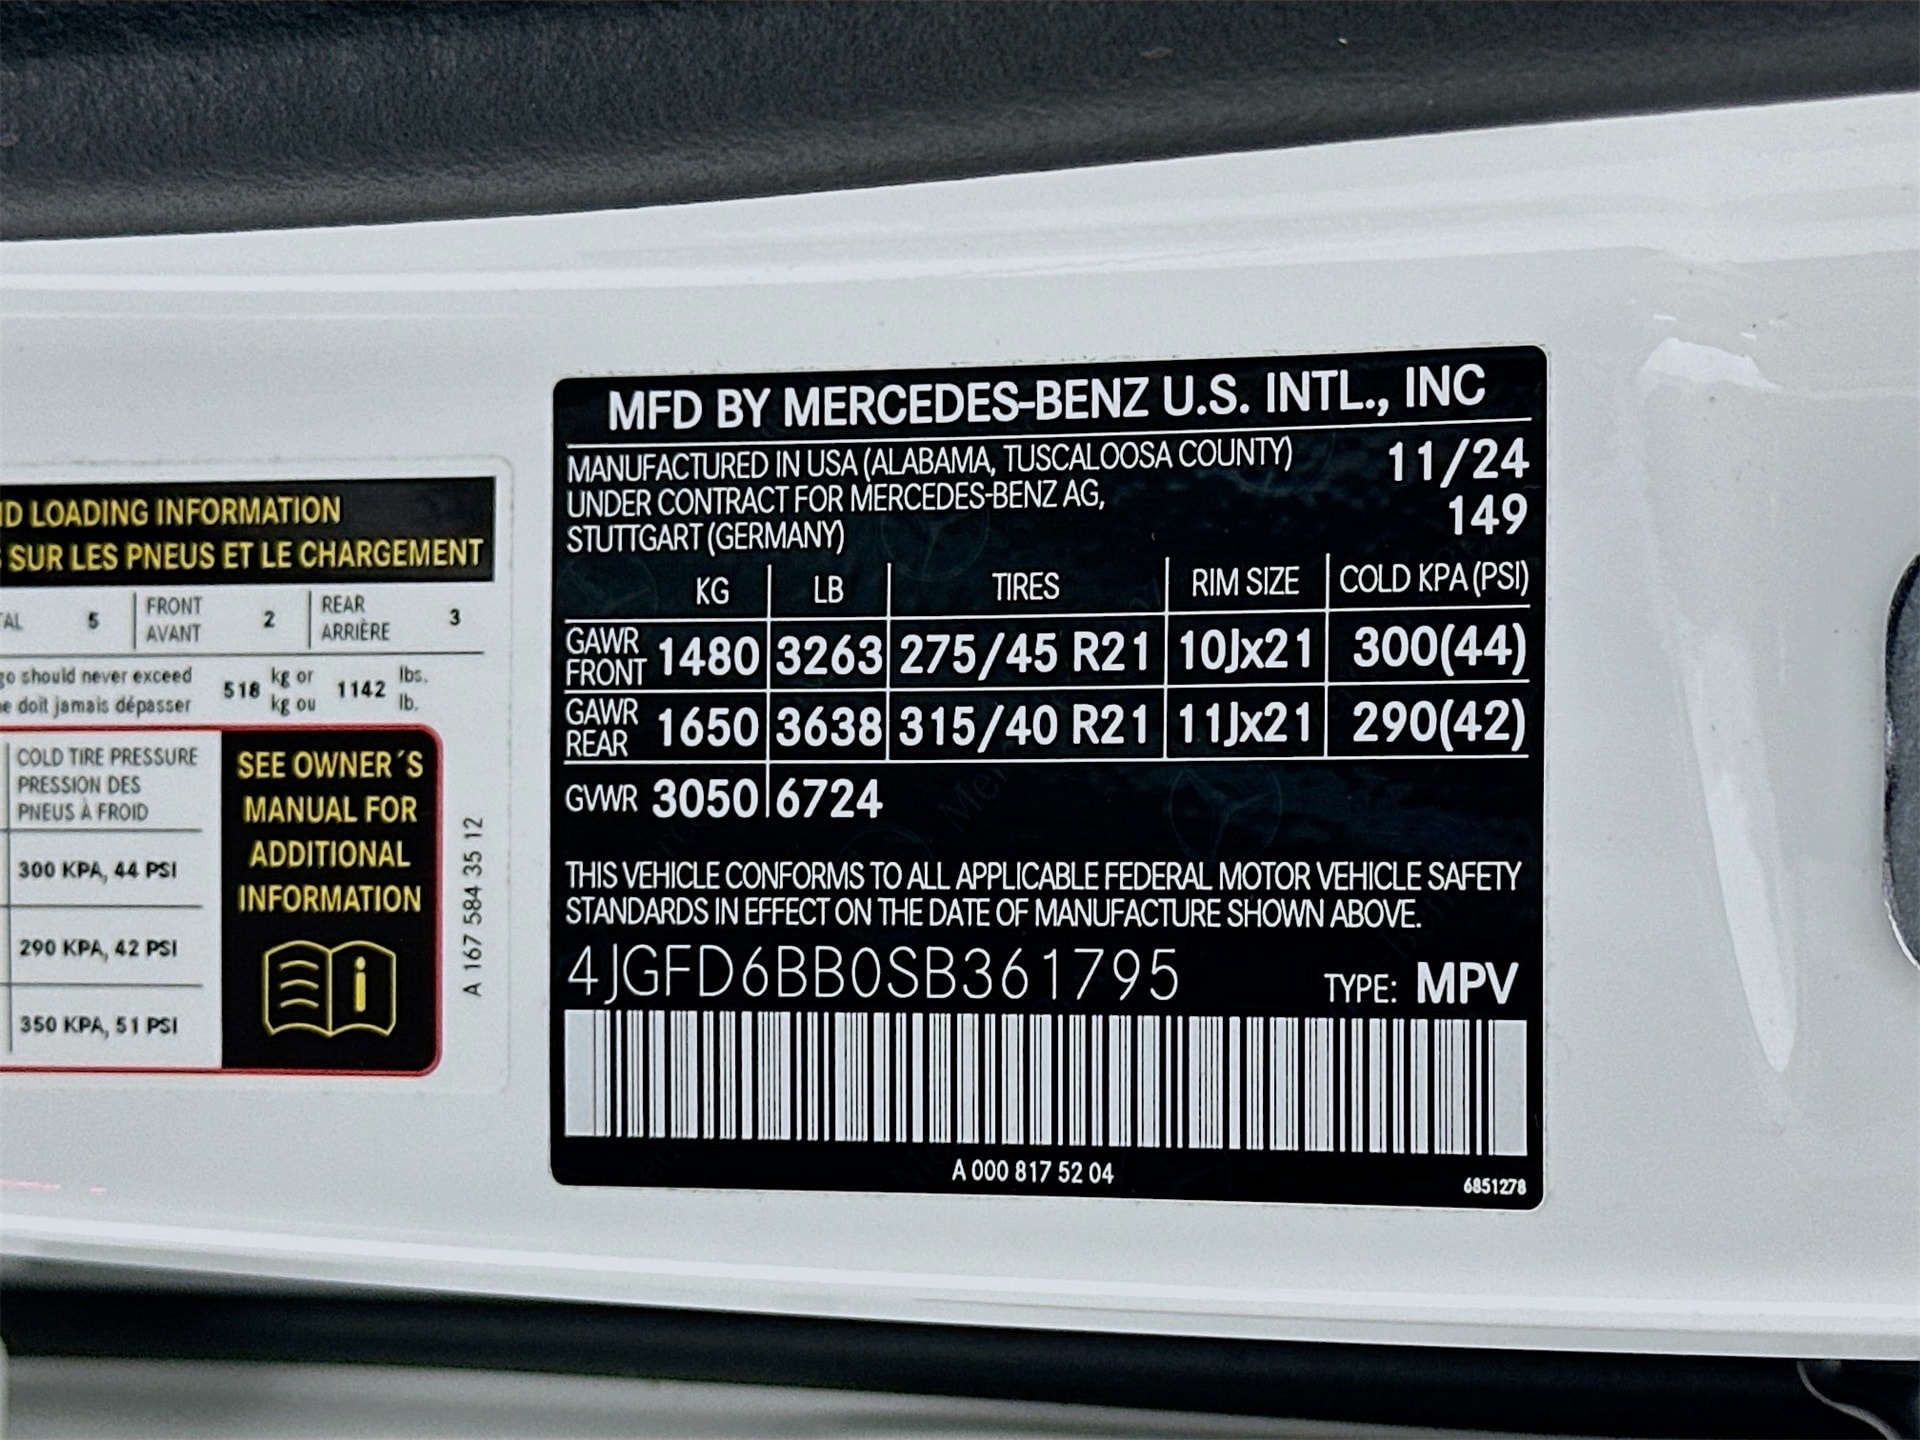 LOADING INFORMATION
SUR LES PNEUS ET LE CHARGEMENT
5 FRONT AVANT 2 REAR ARRIÈRE 3
should never exceed 518 kg or 1142 lbs.
doit jamais dépasser kg ou lb.
COLD TIRE PRESSURE
PRESSION DES
PNEUS À FROID
300 KPA, 44 PSI
290 KPA, 42 PSI
350 KPA, 51 PSI
SEE OWNER´S
MANUAL FOR
ADDITIONAL
INFORMATION
A 167 584 35 12
MFD BY MERCEDES-BENZ U.S. INTL., INC
MANUFACTURED IN USA (ALABAMA, TUSCALOOSA COUNTY) 11/24
UNDER CONTRACT FOR MERCEDES-BENZ AG, 149
STUTTGART (GERMANY)
KG LB TIRES RIM SIZE COLD KPA (PSI)
GAWR FRONT 1480 3263 275/45 R21 10Jx21 300(44)
GAWR REAR 1650 3638 315/40 R21 11Jx21 290(42)
GVWR 3050 6724
THIS VEHICLE CONFORMS TO ALL APPLICABLE FEDERAL MOTOR VEHICLE SAFETY
STANDARDS IN EFFECT ON THE DATE OF MANUFACTURE SHOWN ABOVE.
4JGFD6BB0SB361795 TYPE: MPV
A 000 817 52 04
6851278